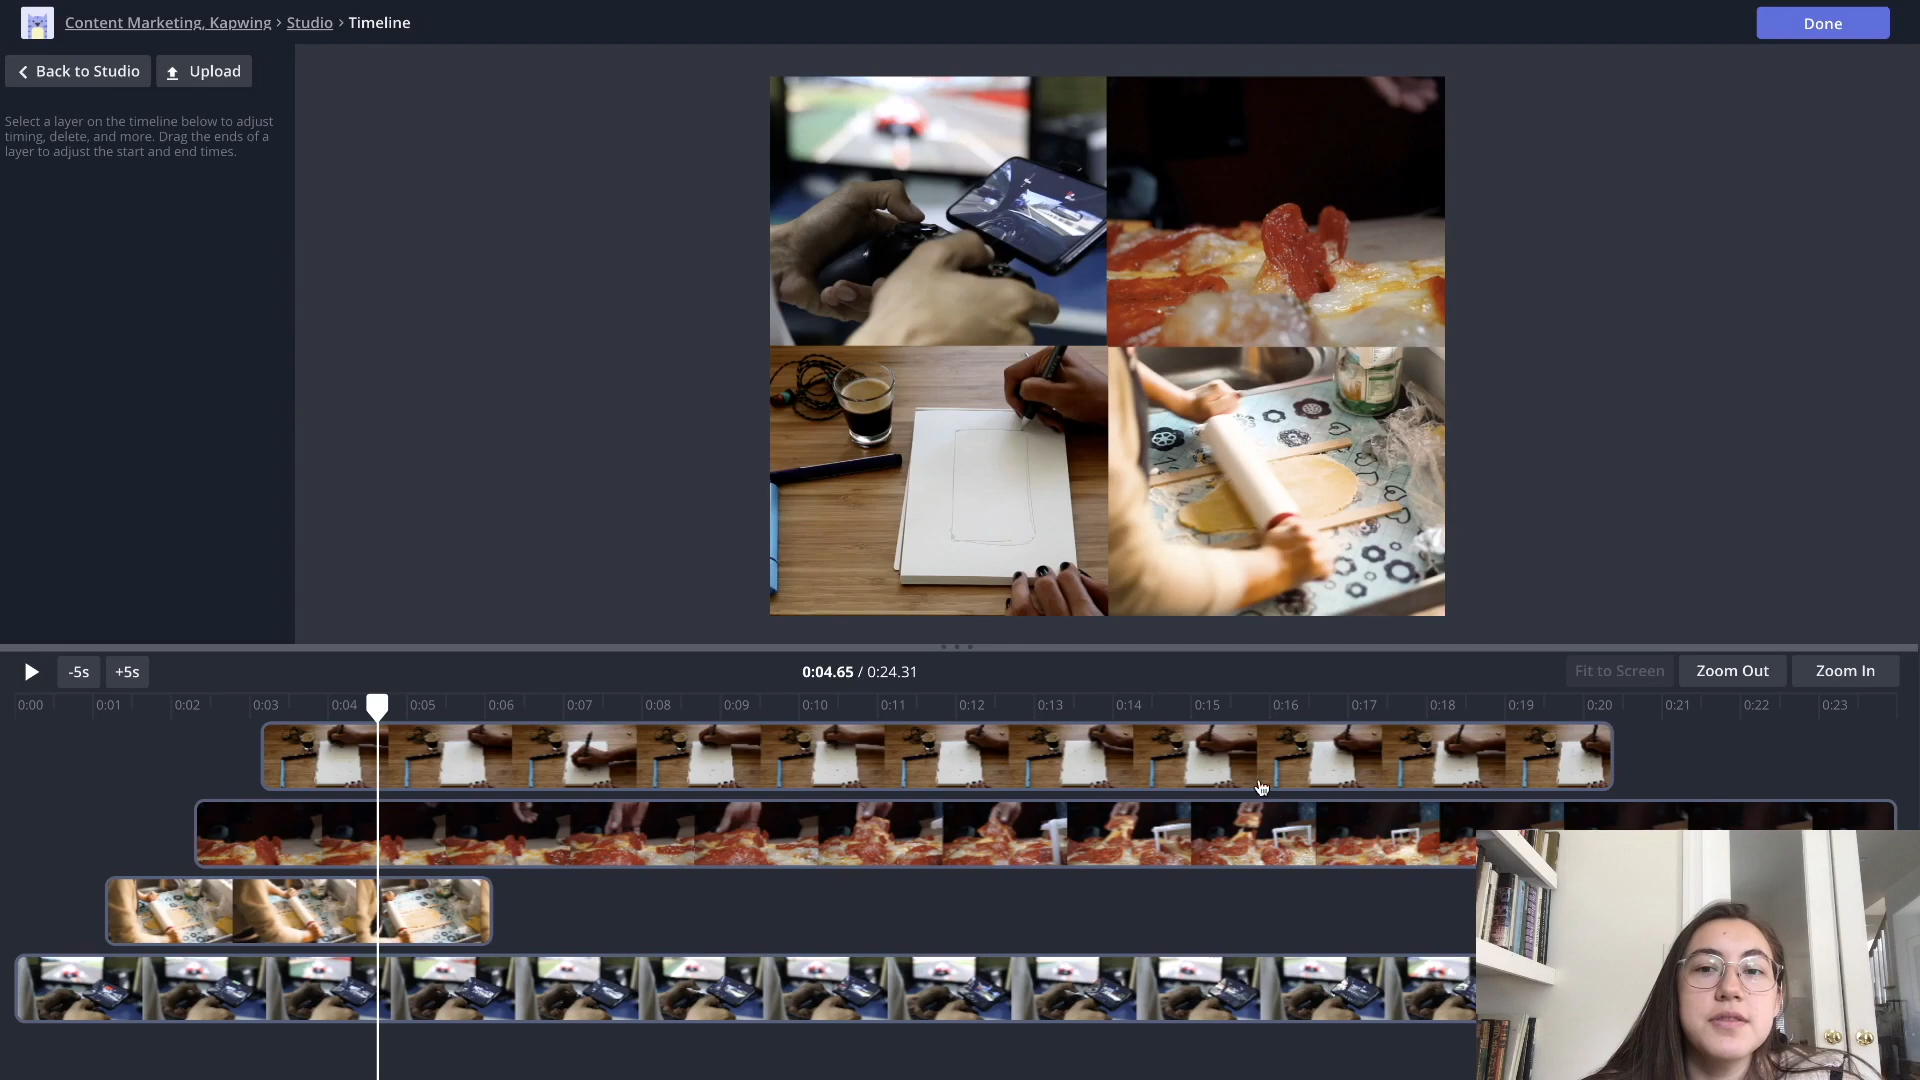 Content Marketing, Kapwing › Studio › Timeline
Done
Back to Studio
Upload
Select a layer on the timeline below to adjust
timing, delete, and more. Drag the ends of a
layer to adjust the start and end times.
-5s
+5s
0:04.65 / 0:24.31
Fit to Screen
Zoom Out
Zoom In
0:00 0:01 0:02 0:03 0:04 0:05 0:06 0:07 0:08 0:09 0:10 0:11 0:12 0:13 0:14 0:15 0:16 0:17 0:18 0:19 0:20 0:21 0:22 0:23